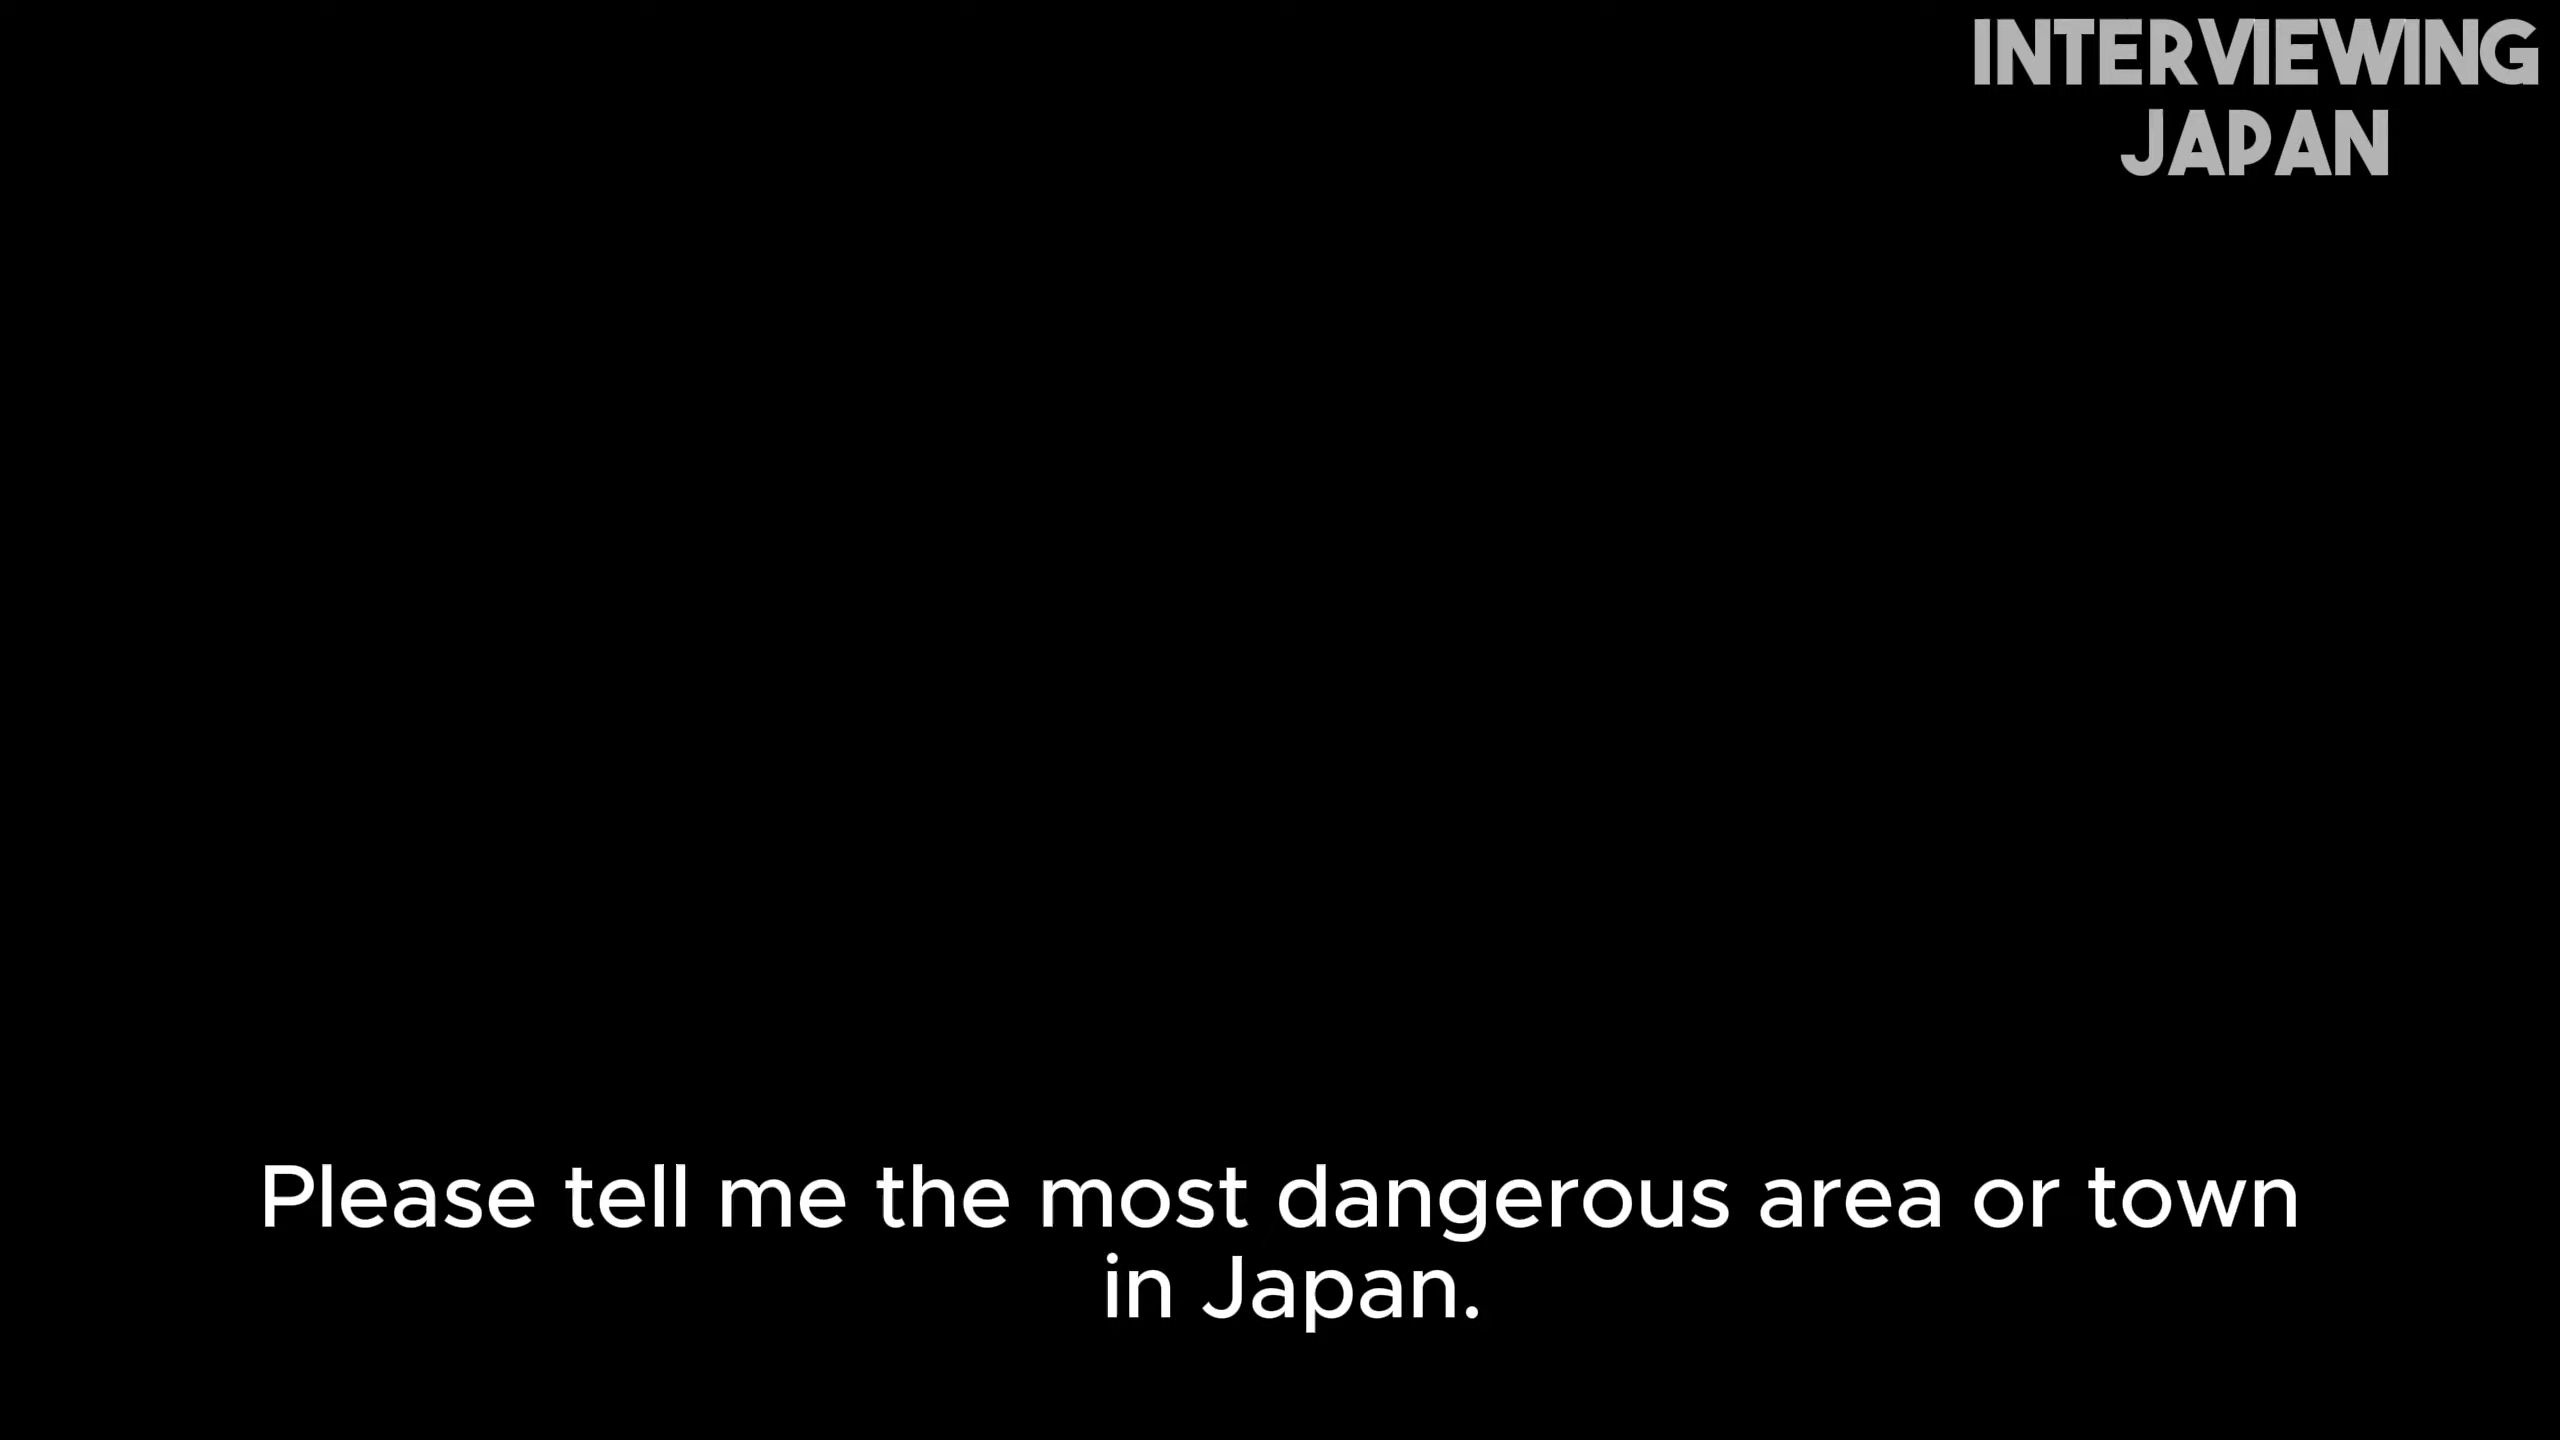 INTERVIEWING
JAPAN
Please tell me the most dangerous area or town
in Japan.